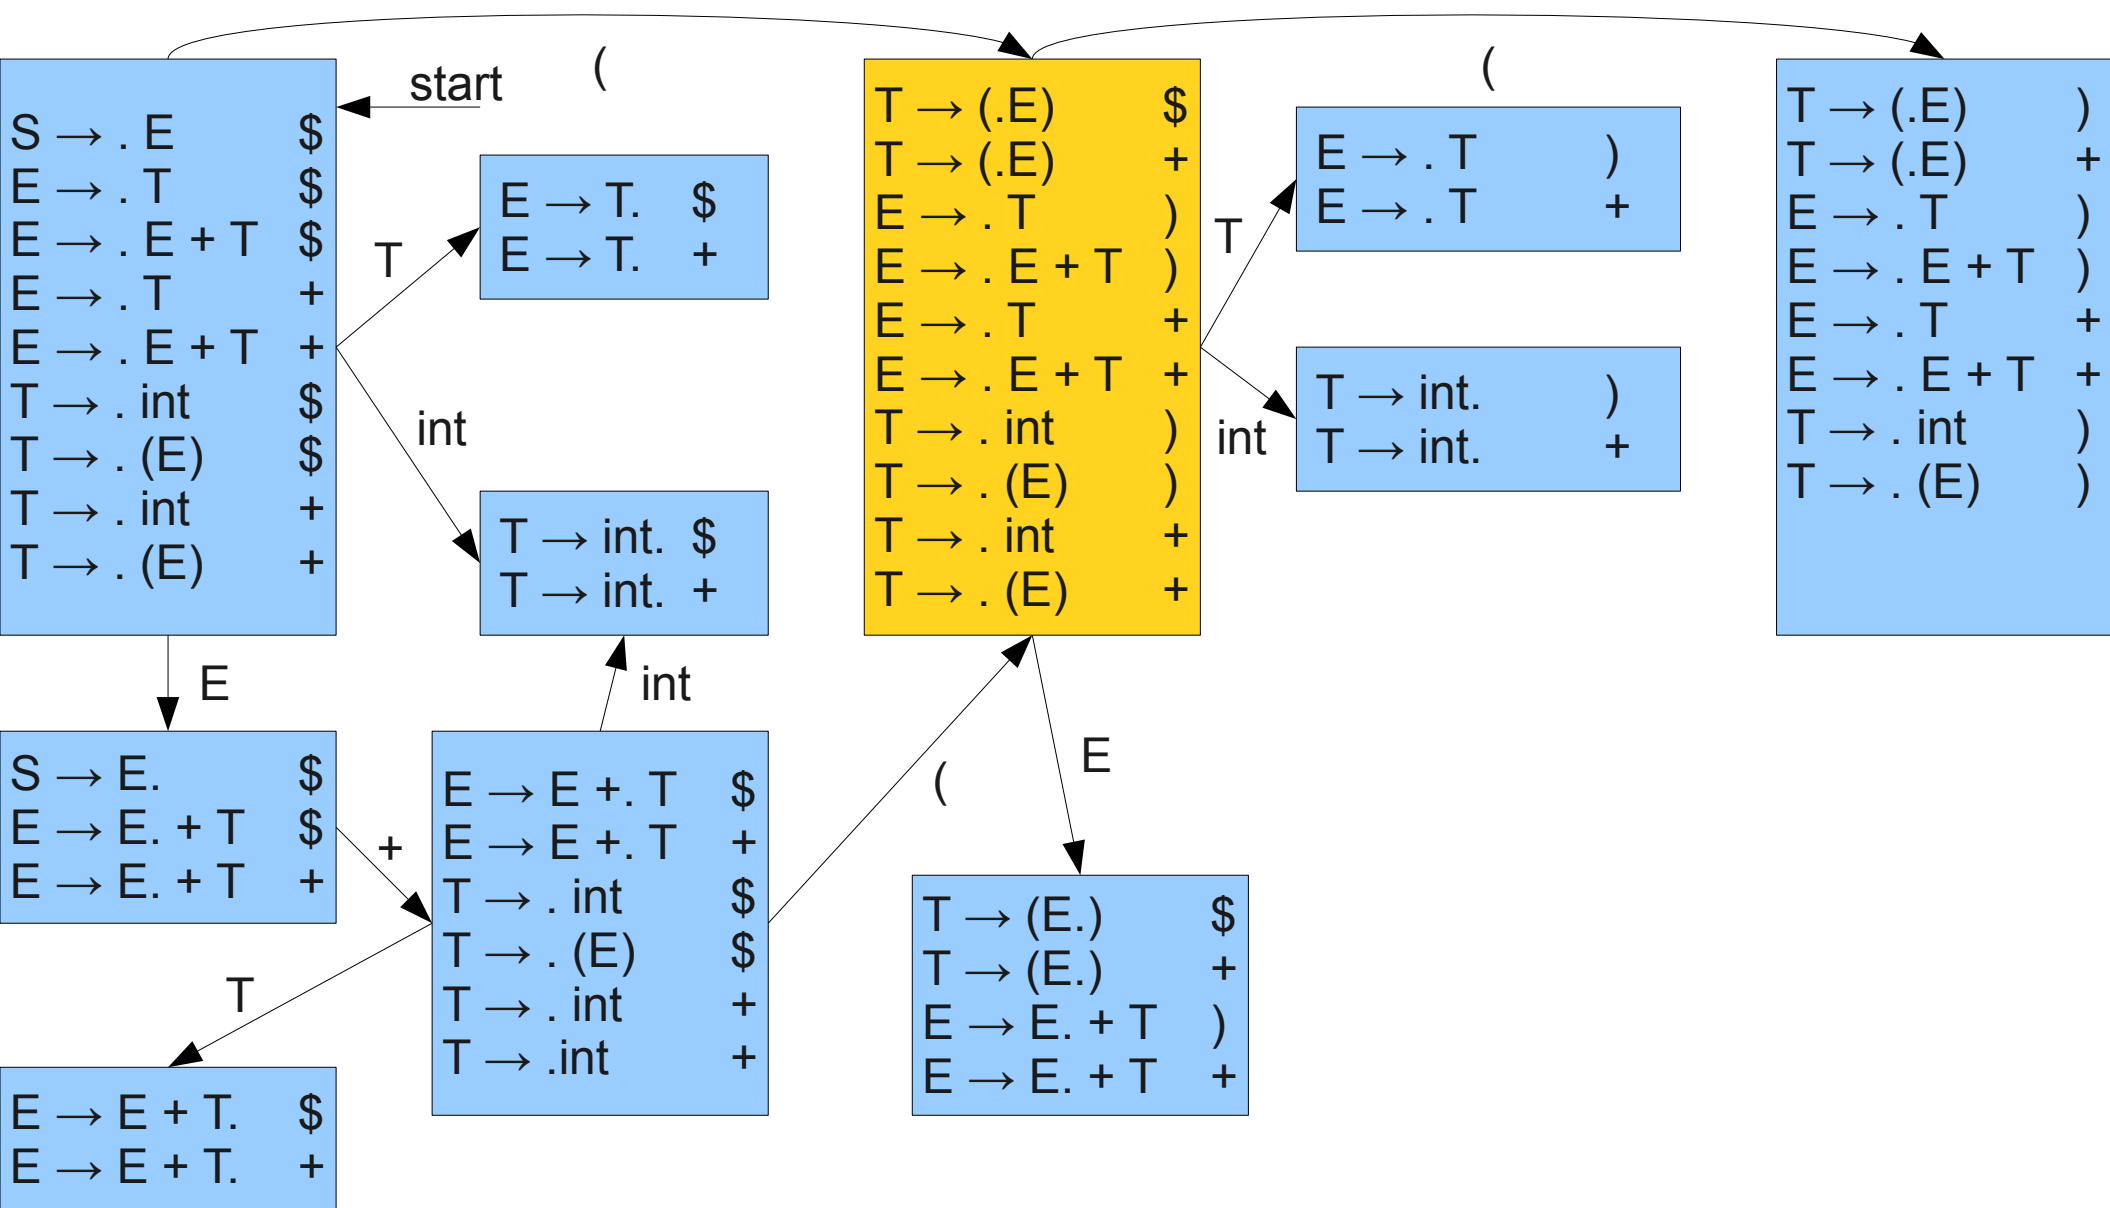 start
(
(
S → . E $
E → . T $
E → . E + T $
E → . T +
E → . E + T +
T → . int $
T → . (E) $
T → . int +
T → . (E) +
T
E → T. $
E → T. +
int
T → int. $
T → int. +
T → (.E) $
T → (.E) +
E → . T )
E → . E + T )
E → . T +
E → . E + T +
T → . int )
T → . (E) )
T → . int +
T → . (E) +
T
E → . T )
E → . T +
int
T → int. )
T → int. +
T → (.E) )
T → (.E) +
E → . T )
E → . E + T )
E → . T +
E → . E + T +
T → . int )
T → . (E) )
E
int
S → E. $
E → E. + T $
E → E. + T +
+
E → E +. T $
E → E +. T +
T → . int $
T → . (E) $
T → . int +
T → .int +
(
E
T → (E.) $
T → (E.) +
E → E. + T )
E → E. + T +
T
E → E + T. $
E → E + T. +